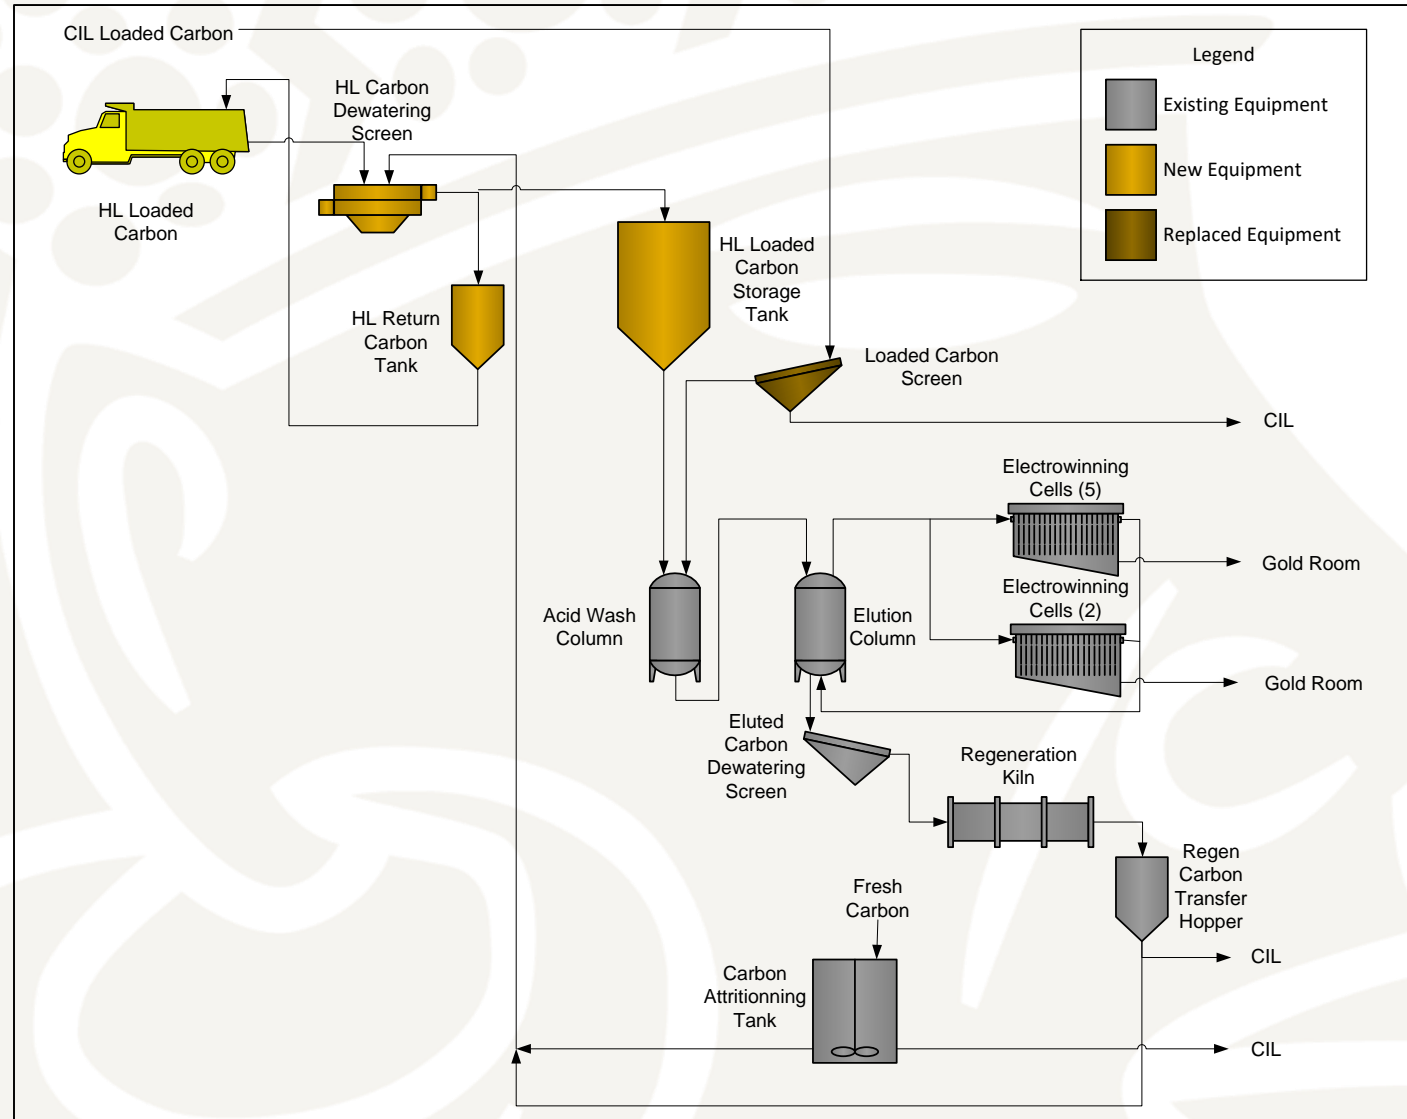 CIL Loaded Carbon
HL Carbon
Dewatering
Screen
HL Loaded
Carbon
HL Return
Carbon
Tank
HL Loaded
Carbon
Storage
Tank
Legend
Existing Equipment
New Equipment
Replaced Equipment
Loaded Carbon
Screen
CIL
Electrowinning
Cells (5)
Gold Room
Electrowinning
Cells (2)
Gold Room
Acid Wash
Column
Elution
Column
Eluted
Carbon
Dewatering
Screen
Regeneration
Kiln
Regen
Carbon
Transfer
Hopper
CIL
Fresh
Carbon
Carbon
Attritionning
Tank
CIL